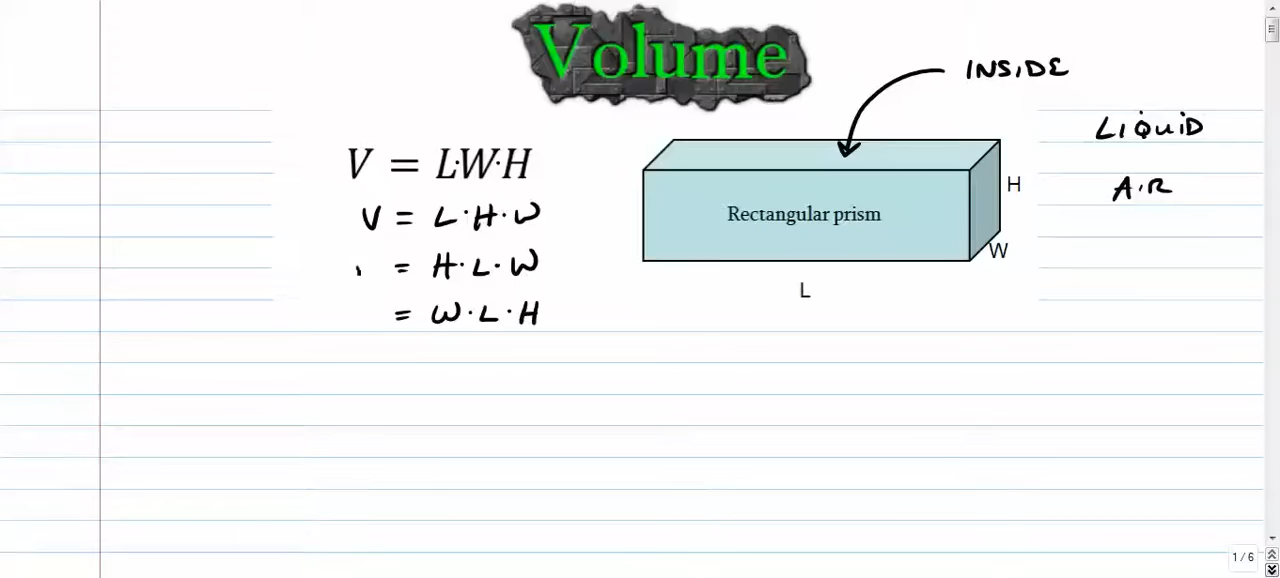 Volume
INSIDE
LIQUID
AIR
V = L·W·H
V = L·H·W
= H·L·W
= W·L·H
Rectangular prism
H
W
L
1 / 6